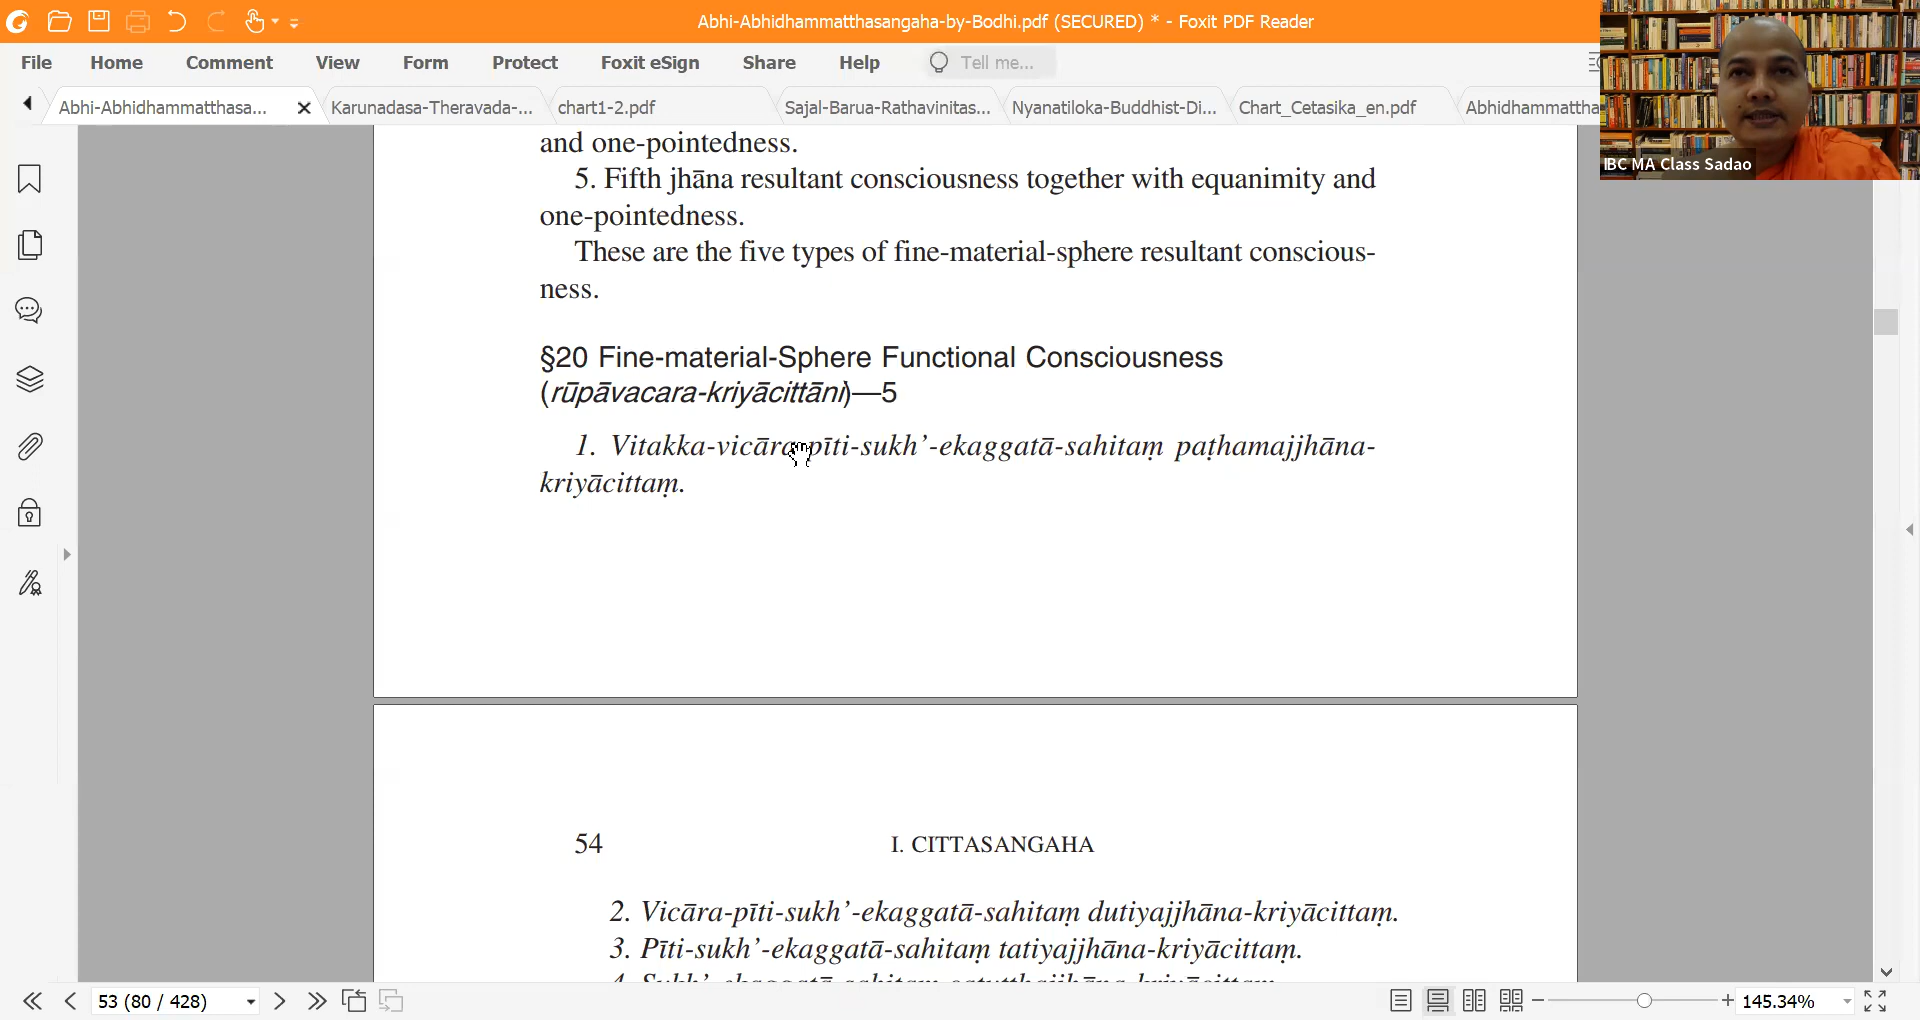 Abhi-Abhidhammatthasangaha-by-Bodhi.pdf (SECURED) * - Foxit PDF Reader
File Home Comment View Form Protect Foxit eSign Share Help Tell me...
Abhi-Abhidhammatthasa... Karunadasa-Theravada-... chart1-2.pdf Sajal-Barua-Rathavinitas... Nyanatiloka-Buddhist-Di... Chart_Cetasika_en.pdf Abhidhammattha
IBC MA Class Sadao
and one-pointedness.
5. Fifth jhāna resultant consciousness together with equanimity and
one-pointedness.
These are the five types of fine-material-sphere resultant conscious-
ness.
§20 Fine-material-Sphere Functional Consciousness
(rūpāvacara-kriyācittāni)—5
1. Vitakka-vicāra-pīti-sukh’-ekaggatā-sahitaṃ paṭhamajjhāna-
kriyācittaṃ.
54 I. CITTASANGAHA
2. Vicāra-pīti-sukh’-ekaggatā-sahitaṃ dutiyajjhāna-kriyācittaṃ.
3. Pīti-sukh’-ekaggatā-sahitaṃ tatiyajjhāna-kriyācittaṃ.
53 (80 / 428) 145.34%